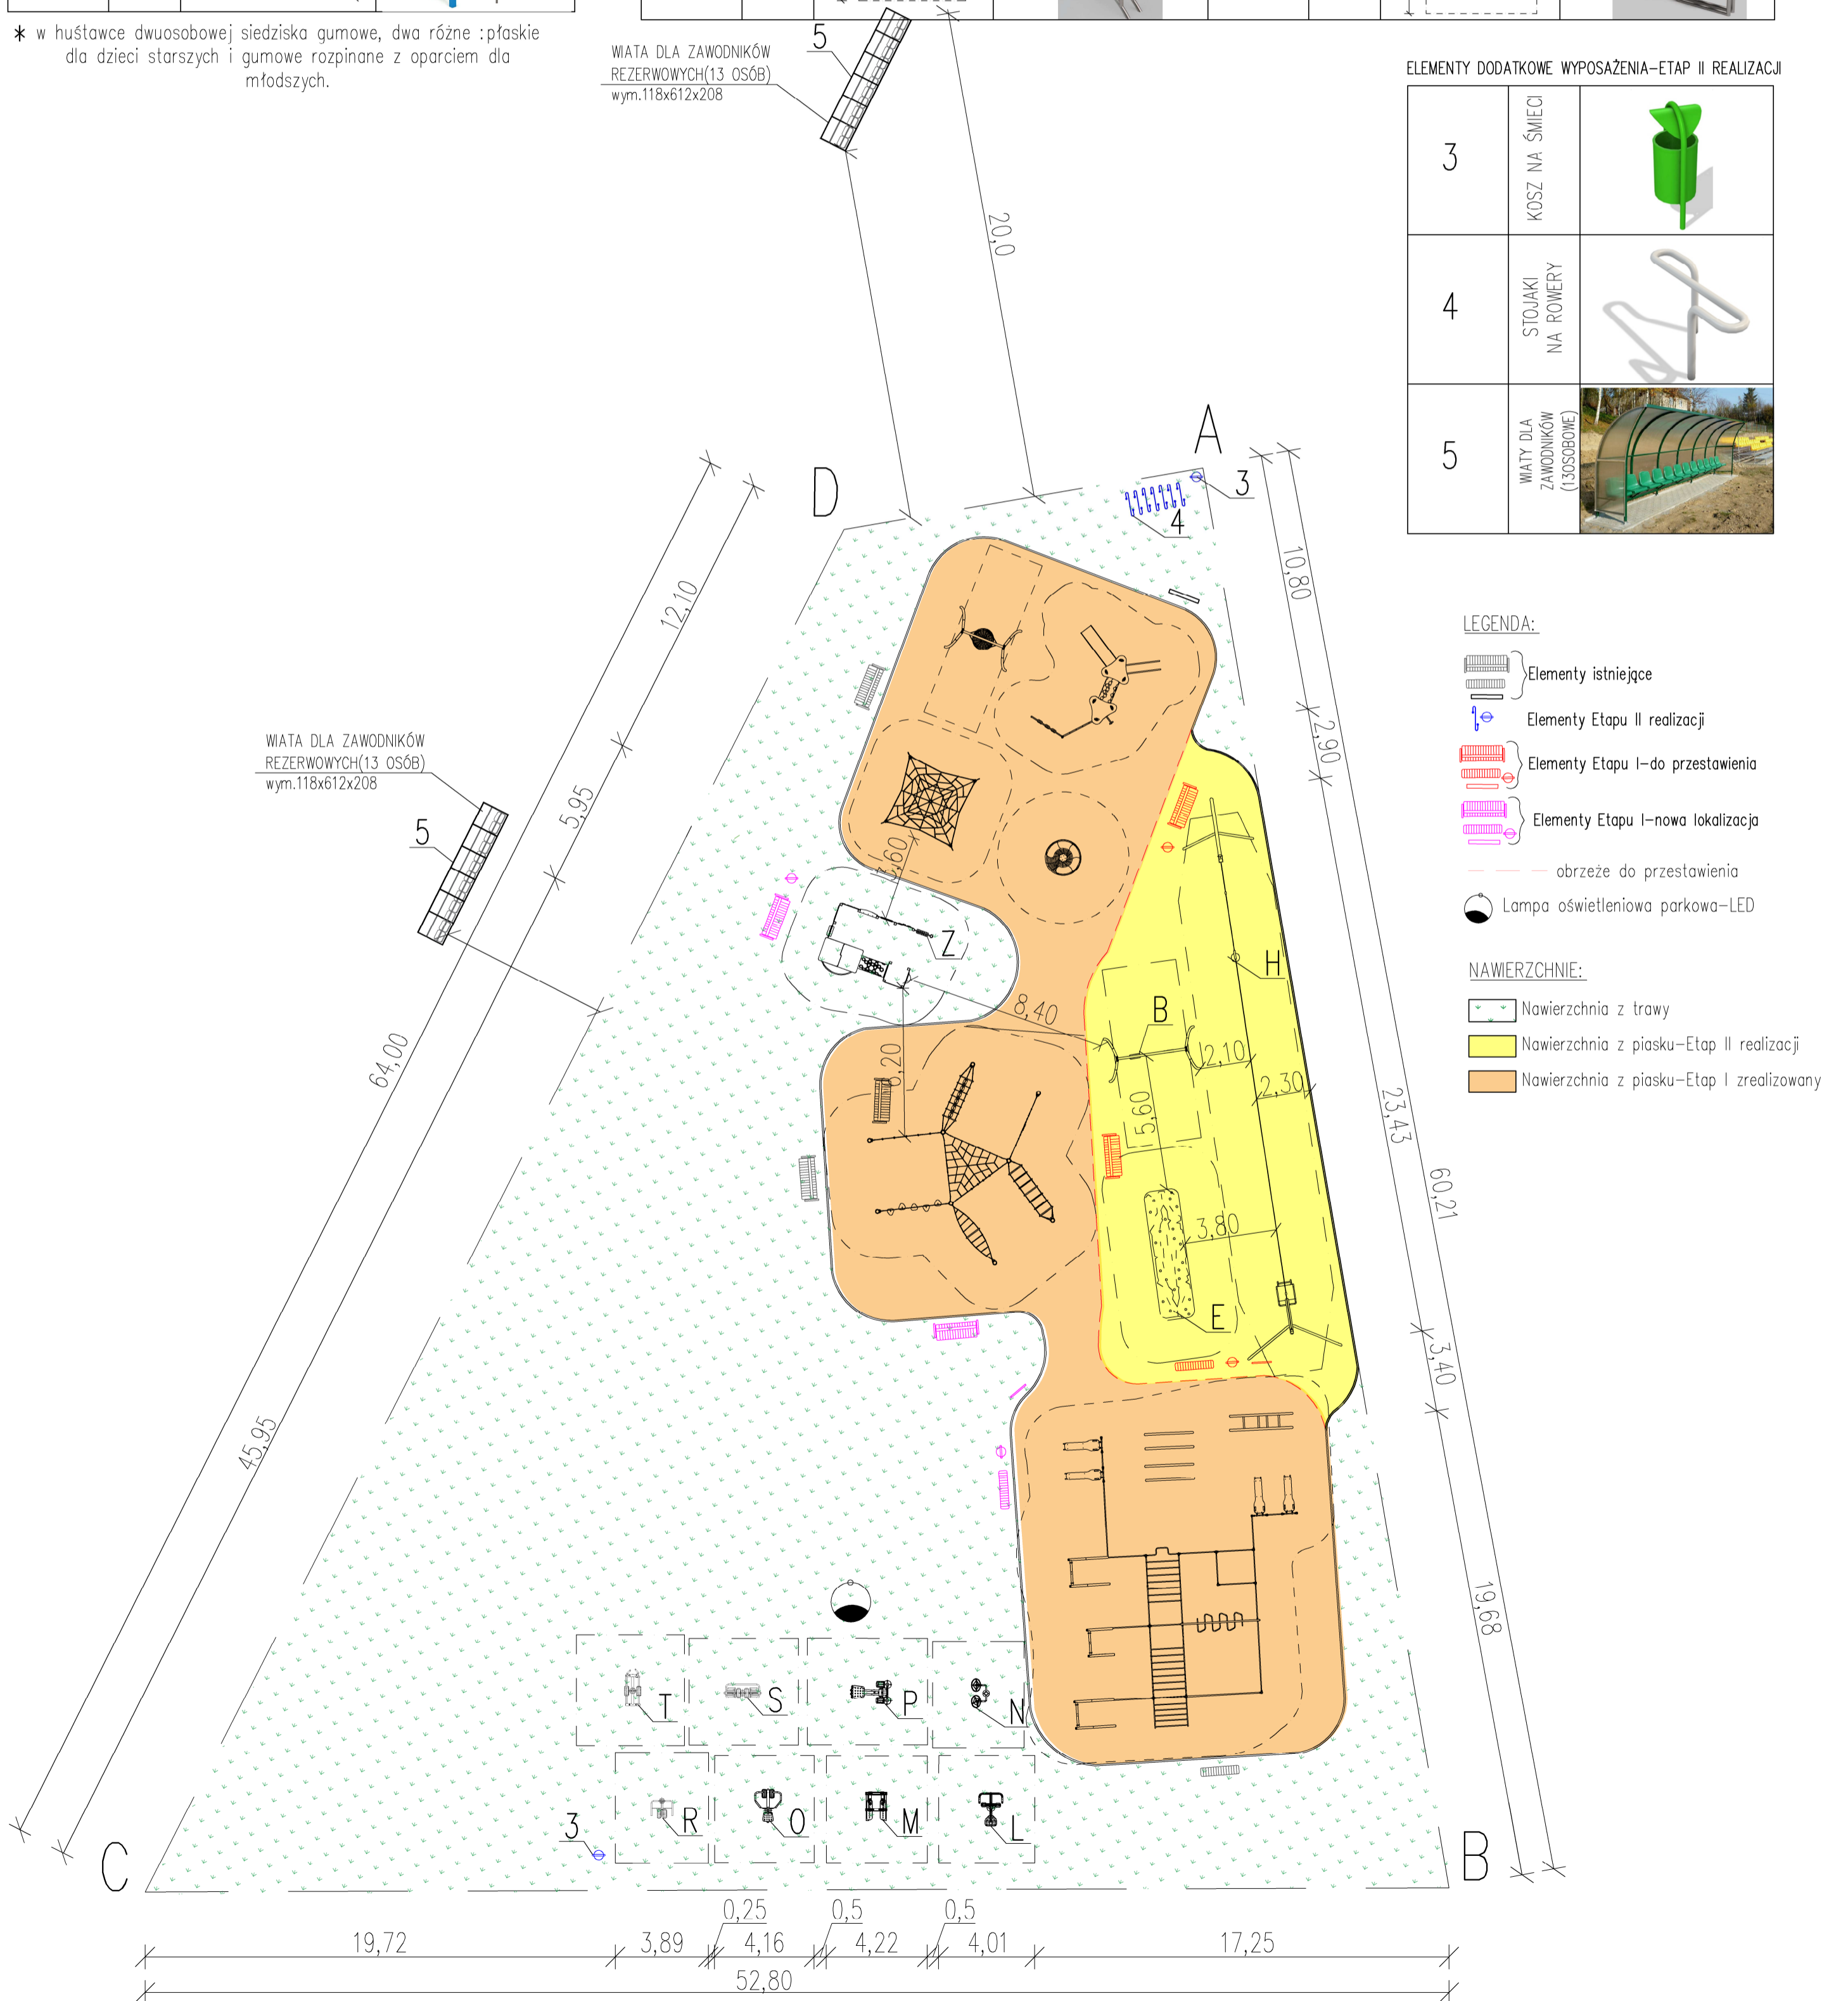 * w huśtawce dwuosobowej siedziska gumowe, dwa różne :płaskie
dla dzieci starszych i gumowe rozpinane z oparciem dla
młodszych.
5
WIATA DLA ZAWODNIKÓW
REZERWOWYCH(13 OSÓB)
wym.118x612x208
20,0
ELEMENTY DODATKOWE WYPOSAŻENIA-ETAP II REALIZACJI
3
KOSZ NA ŚMIECI
4
STOJAKI
NA ROWERY
5
WIATY DLA
ZAWODNIKÓW
(13OSOBOWE)
LEGENDA:
Elementy istniejące
Elementy Etapu II realizacji
Elementy Etapu I-do przestawienia
Elementy Etapu I-nowa lokalizacja
obrzeże do przestawienia
Lampa oświetleniowa parkowa-LED
NAWIERZCHNIE:
Nawierzchnia z trawy
Nawierzchnia z piasku-Etap II realizacji
Nawierzchnia z piasku-Etap I zrealizowany
A
D
3
4
10,80
2,90
23,43
60,21
3,40
19,68
12,10
5,95
64,00
45,95
WIATA DLA ZAWODNIKÓW
REZERWOWYCH(13 OSÓB)
wym.118x612x208
5
Z
8,40
H
B
2,10
2,30
5,60
3,80
E
T
S
P
N
R
O
M
L
3
C
B
0,25
0,5
0,5
19,72
3,89
4,16
4,22
4,01
17,25
52,80